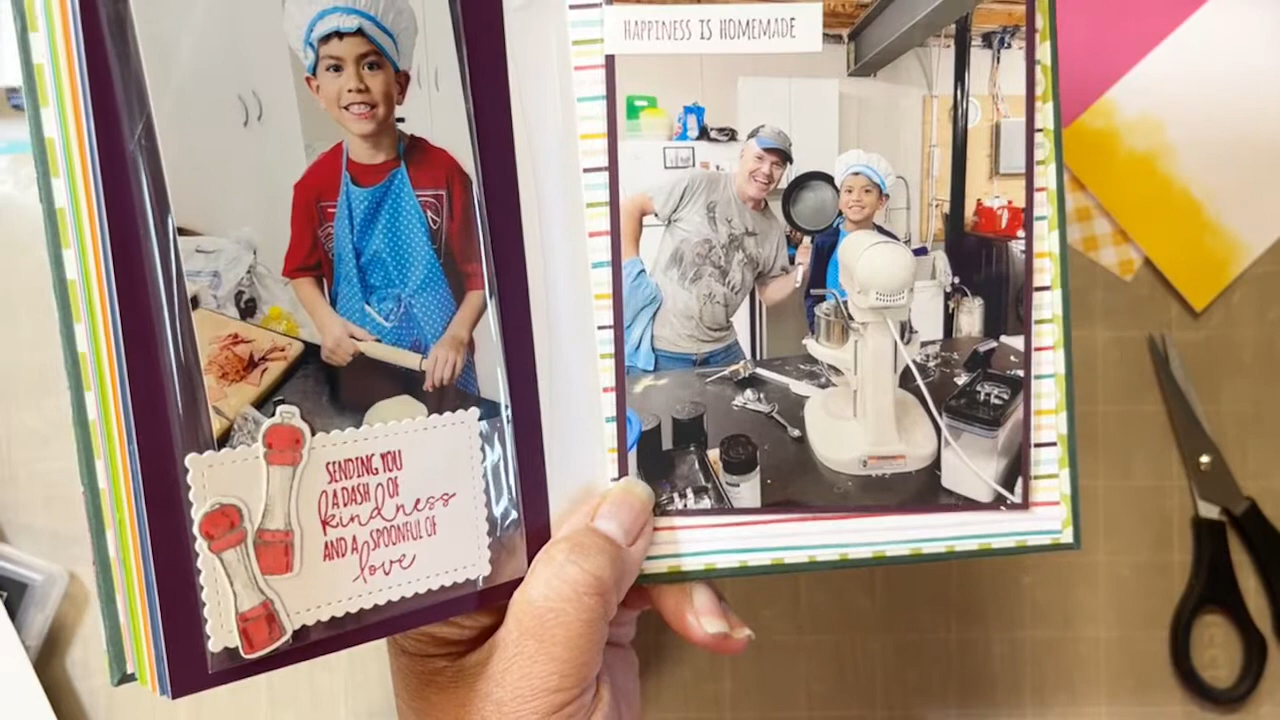 HAPPINESS IS HOMEMADE
SENDING YOU
A DASH OF
kindness
AND A SPOONFUL OF
love